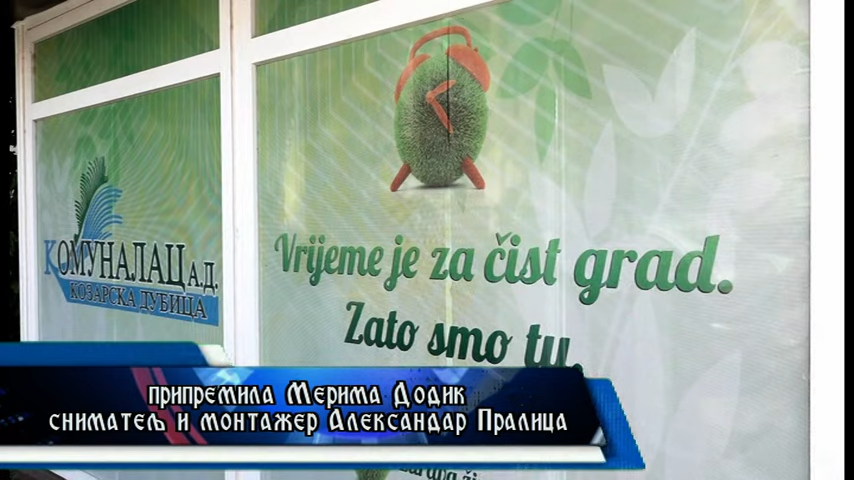 КОМУНАЛАЦ А.Д.
КОЗАРСКА ДУБИЦА
Vrijeme je za čist grad.
Zato smo tu.
припремила Мерима Додик
сниматељ и монтажер Александар Пралица